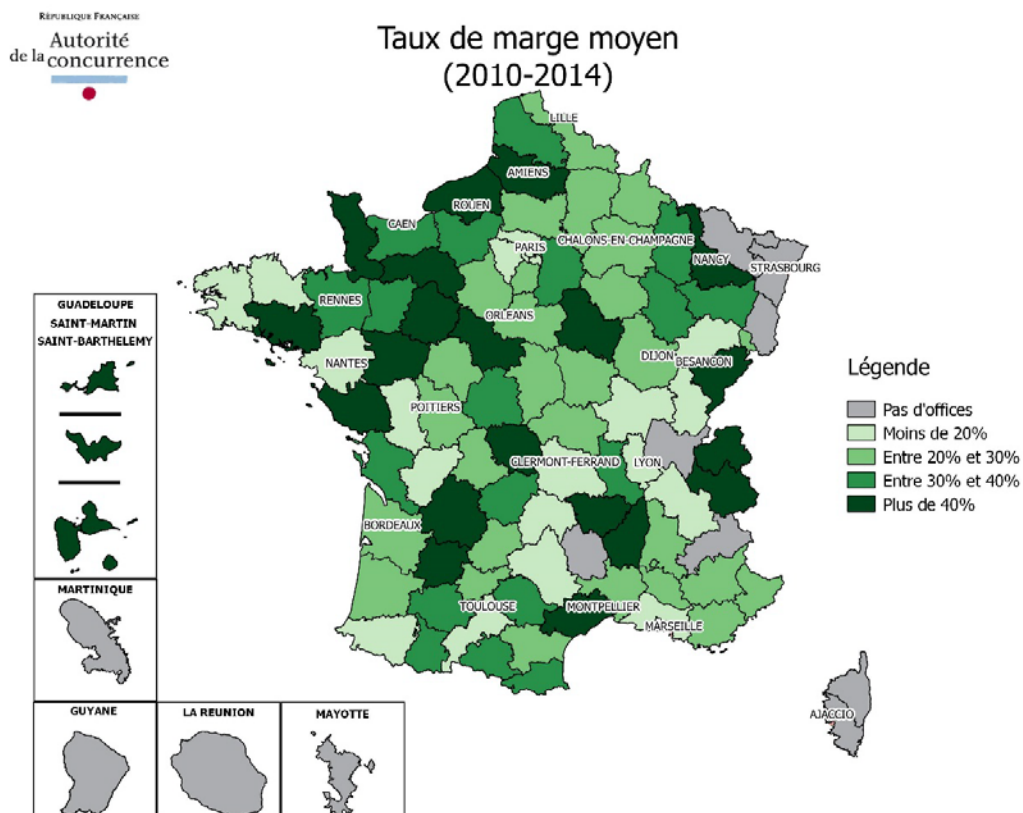 RÉPUBLIQUE FRANÇAISE
Autorité
de la concurrence
Taux de marge moyen
(2010-2014)
LILLE
AMIENS
ROUEN
CAEN
PARIS
CHALONS-EN-CHAMPAGNE
NANCY
STRASBOURG
RENNES
ORLEANS
NANTES
DIJON
BESANCON
POITIERS
CLERMONT-FERRAND
LYON
BORDEAUX
TOULOUSE
MONTPELLIER
MARSEILLE
AJACCIO
GUADELOUPE
SAINT-MARTIN
SAINT-BARTHELEMY
MARTINIQUE
GUYANE
LA REUNION
MAYOTTE
Légende
Pas d'offices
Moins de 20%
Entre 20% et 30%
Entre 30% et 40%
Plus de 40%